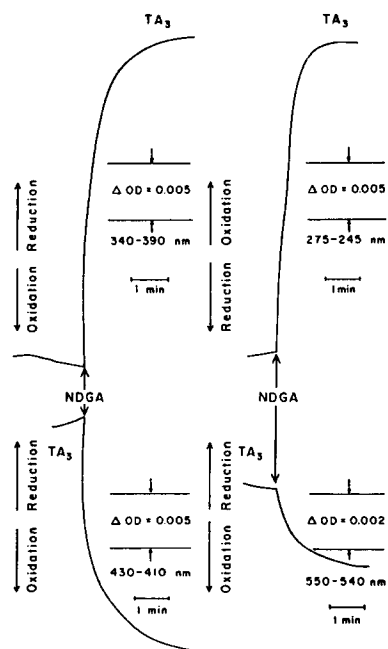 TA3
ΔOD = 0.005
340-390 nm
1 min
Oxidation Reduction
TA3
ΔOD = 0.005
275-245 nm
1 min
Reduction Oxidation
NDGA
NDGA
TA3
ΔOD = 0.005
430-410 nm
1 min
Oxidation Reduction
ΔOD = 0.002
550-540 nm
1 min
Oxidation Reduction